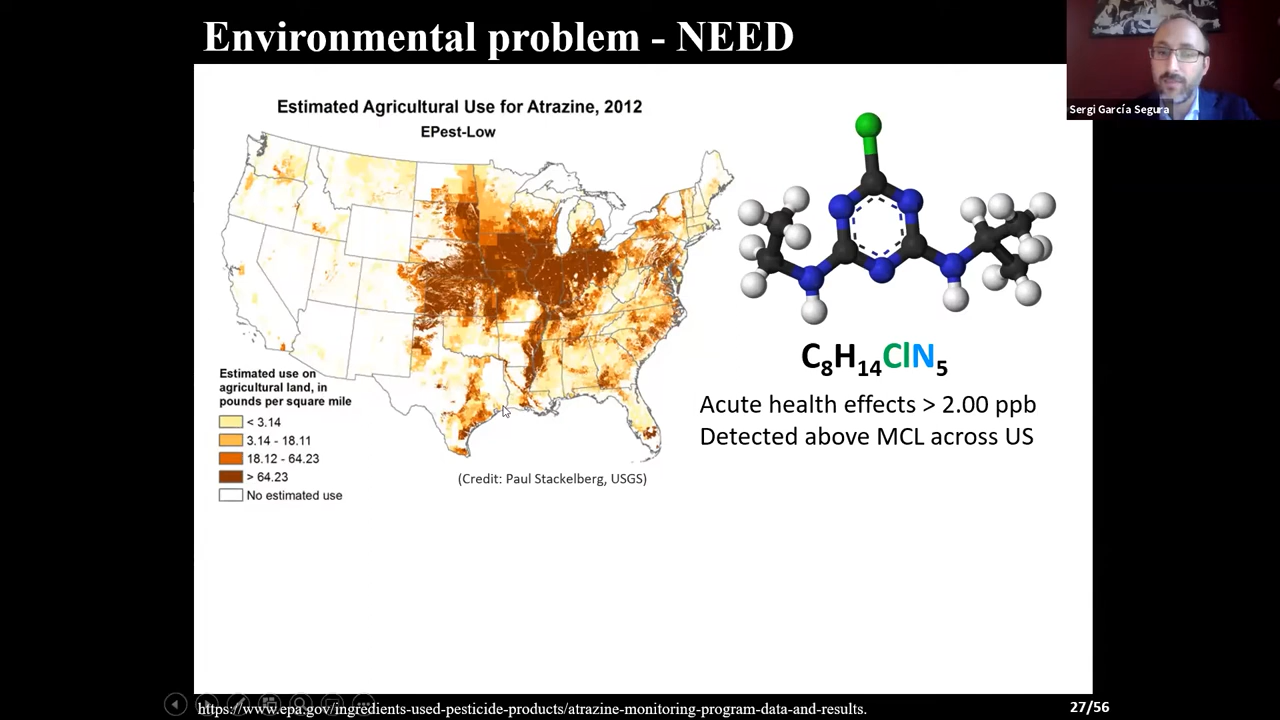 Environmental problem - NEED
Sergi García Segura
Estimated Agricultural Use for Atrazine, 2012
EPest-Low
Estimated use on
agricultural land, in
pounds per square mile
< 3.14
3.14 - 18.11
18.12 - 64.23
> 64.23
No estimated use
(Credit: Paul Stackelberg, USGS)
C₈H₁₄ClN₅
Acute health effects > 2.00 ppb
Detected above MCL across US
https://www.epa.gov/ingredients-used-pesticide-products/atrazine-monitoring-program-data-and-results.
27/56